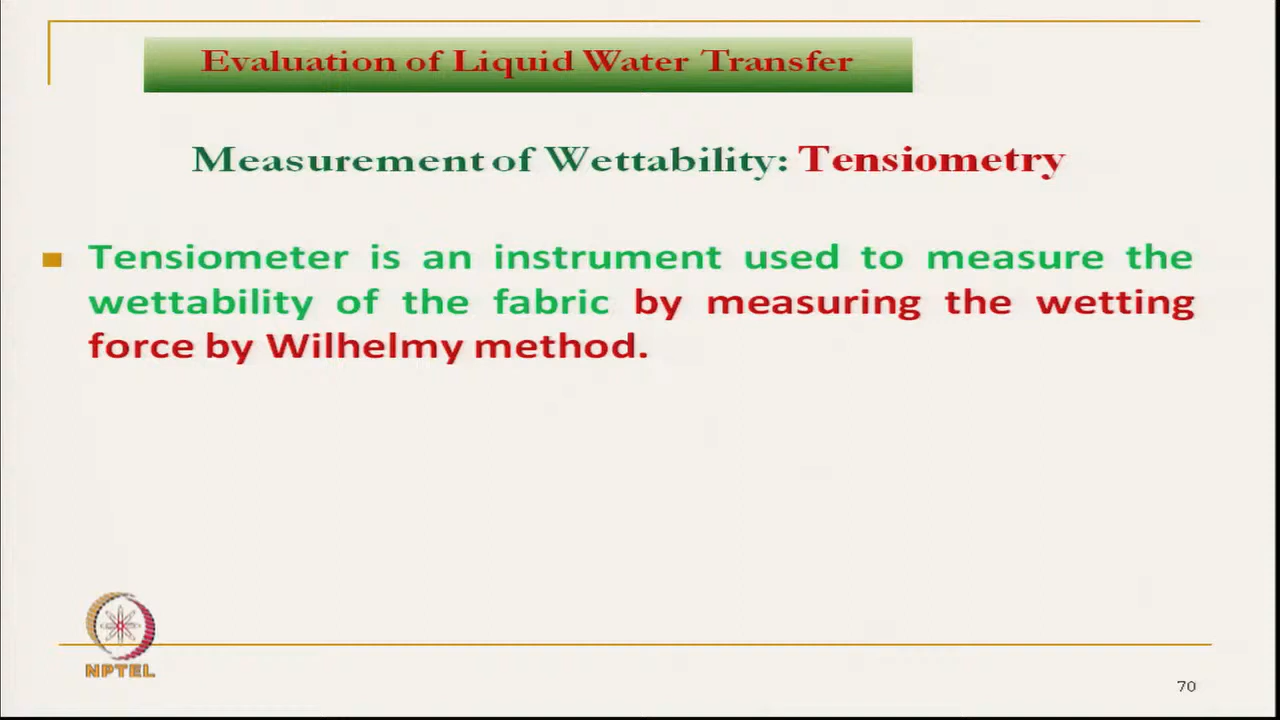 Evaluation of Liquid Water Transfer
Measurement of Wettability: Tensiometry
Tensiometer is an instrument used to measure the
wettability of the fabric by measuring the wetting
force by Wilhelmy method.
NPTEL
70